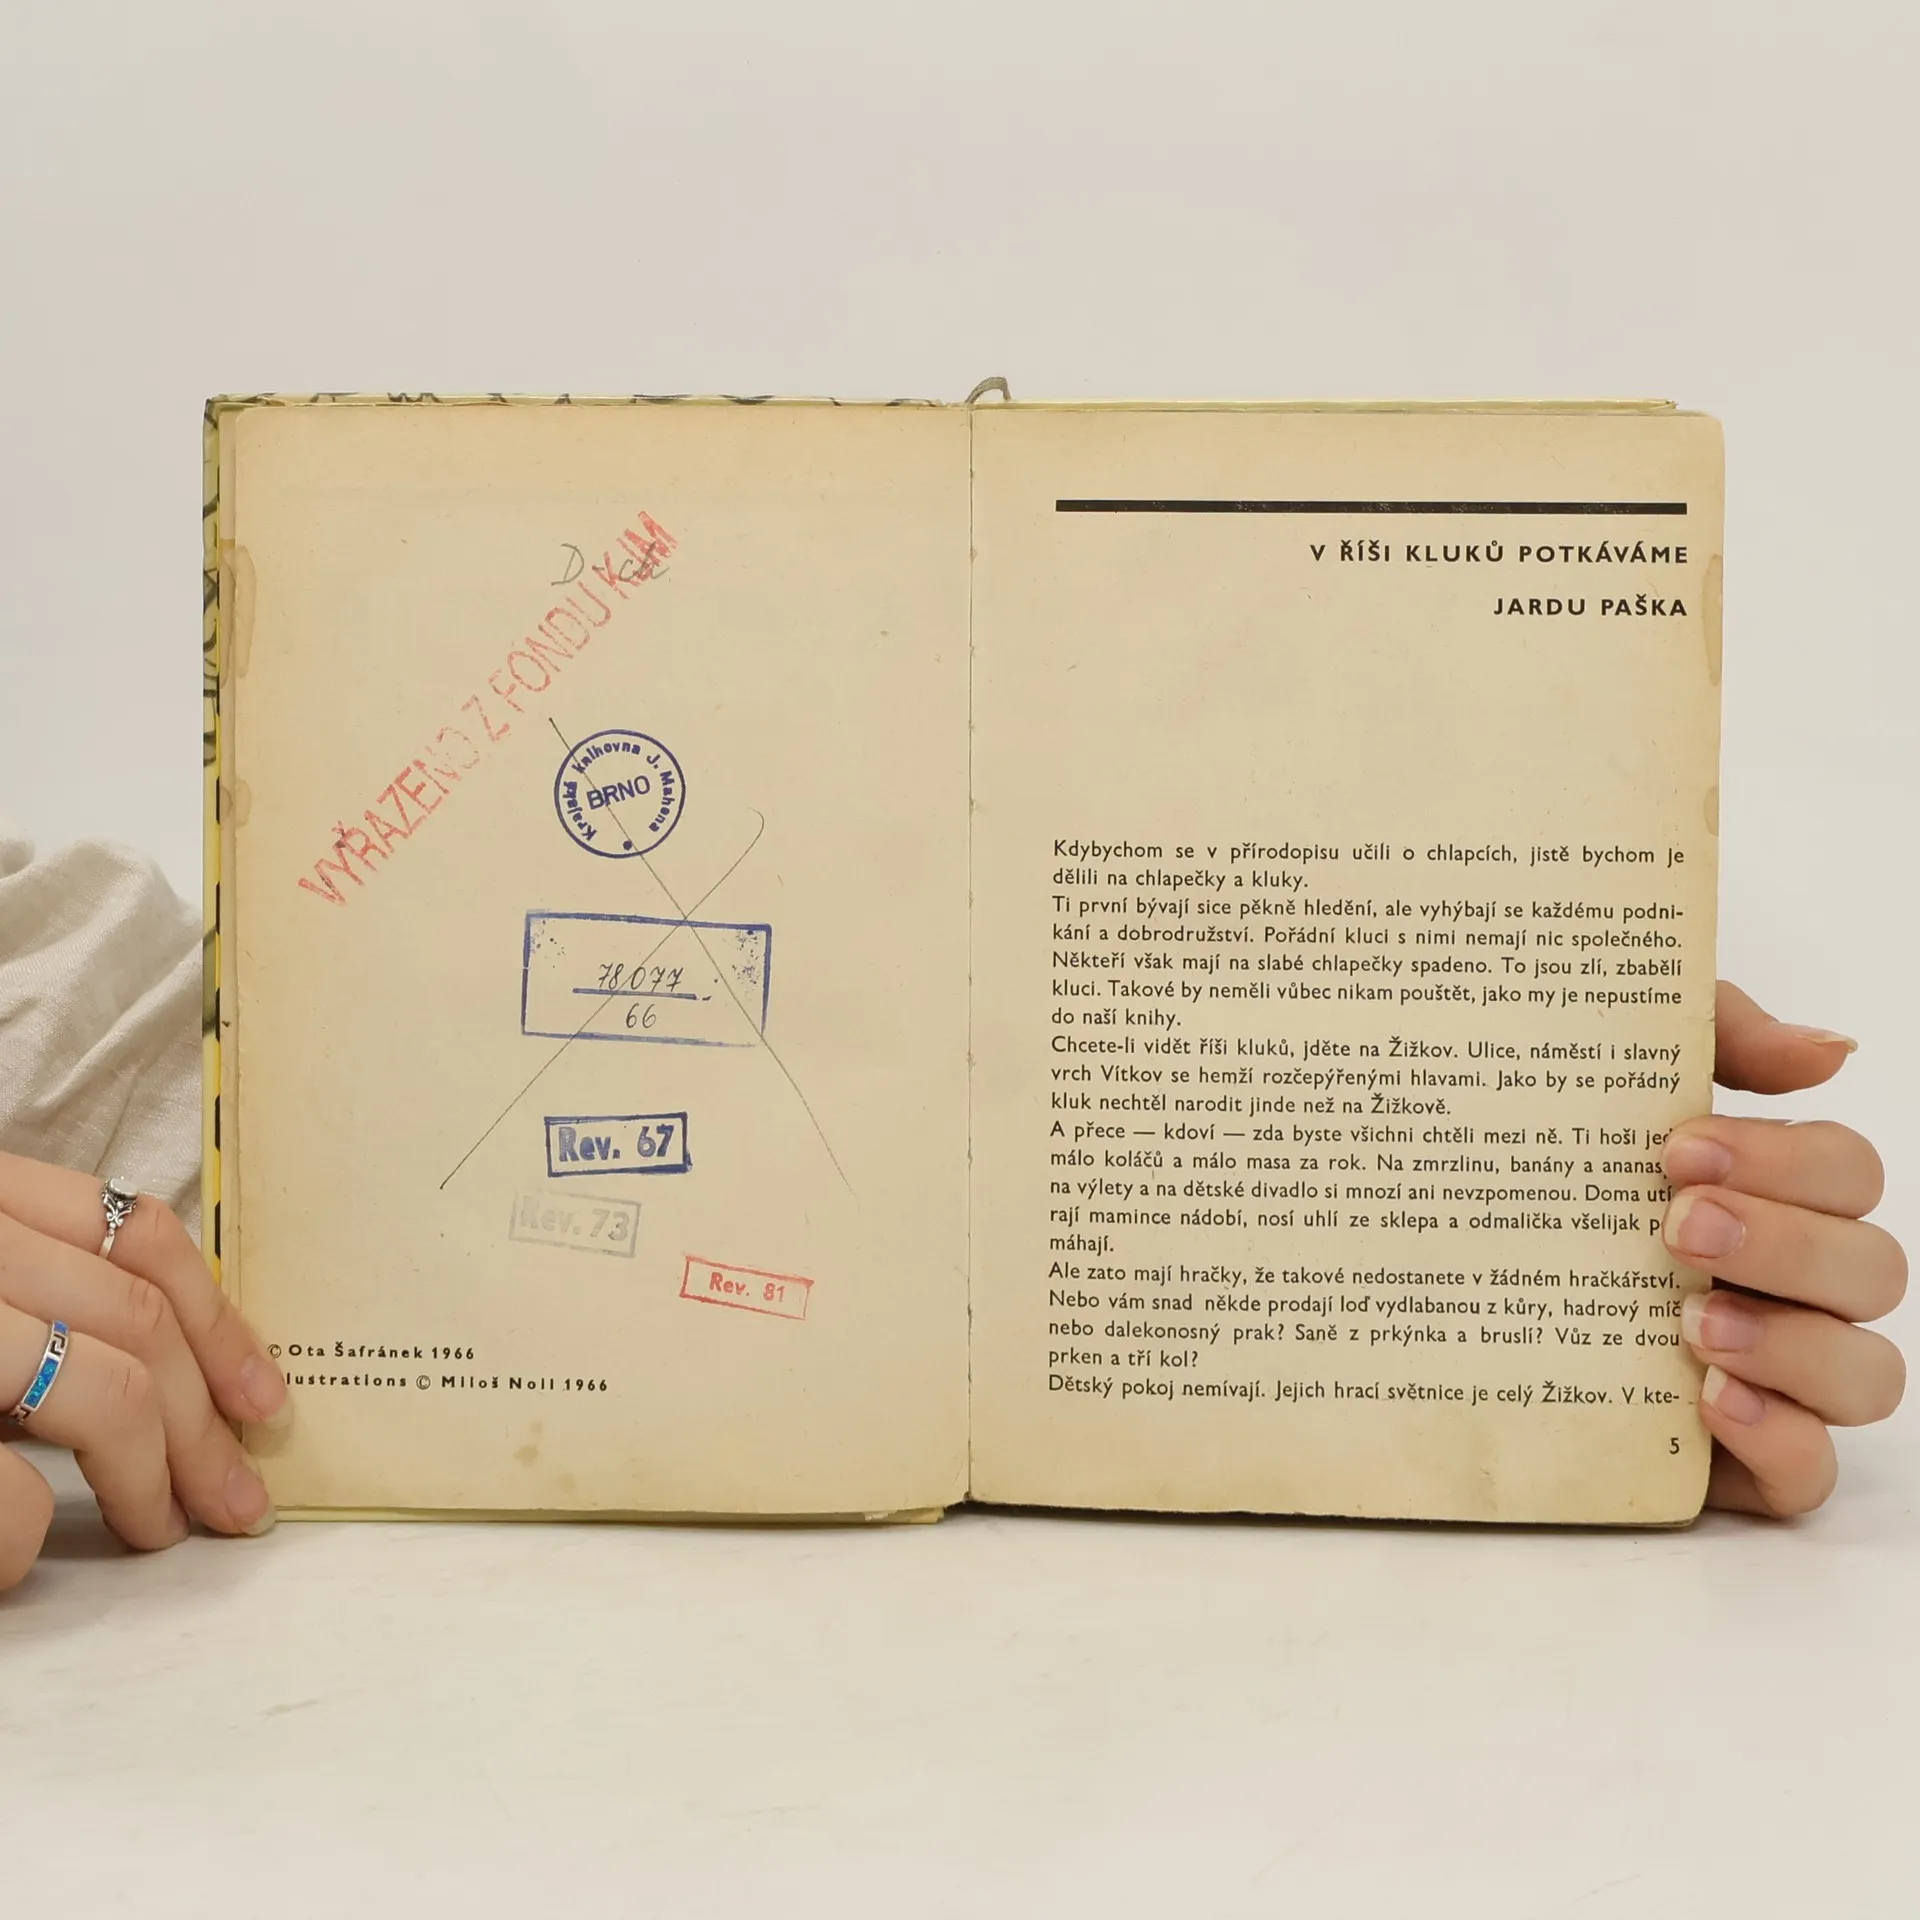 VYŘAZENO Z FONDU KJM
D
Krajská knihovna J. Mahena
BRNO
78077
66
Rev. 67
Rev. 73
Rev. 81
© Ota Šafránek 1966
lustrations © Miloš Noll 1966
V ŘÍŠI KLUKŮ POTKÁVÁME
JARDU PAŠKA
Kdybychom se v přírodopisu učili o chlapcích, jistě bychom je
dělili na chlapečky a kluky.
Ti první bývají sice pěkně hledění, ale vyhýbají se každému podni-
kání a dobrodružství. Pořádní kluci s nimi nemají nic společného.
Někteří však mají na slabé chlapečky spadeno. To jsou zlí, zbabělí
kluci. Takové by neměli vůbec nikam pouštět, jako my je nepustíme
do naší knihy.
Chcete-li vidět říši kluků, jděte na Žižkov. Ulice, náměstí i slavný
vrch Vítkov se hemží rozčepýřenými hlavami. Jako by se pořádný
kluk nechtěl narodit jinde než na Žižkově.
A přece — kdoví — zda byste všichni chtěli mezi ně. Ti hoši jed
málo koláčů a málo masa za rok. Na zmrzlinu, banány a ananas,
na výlety a na dětské divadlo si mnozí ani nevzpomenou. Doma utí
rají mamince nádobí, nosí uhlí ze sklepa a odmalička všelijak p
máhají.
Ale zato mají hračky, že takové nedostanete v žádném hračkářství.
Nebo vám snad někde prodají loď vydlabanou z kůry, hadrový míč
nebo dalekonosný prak? Saně z prkýnka a bruslí? Vůz ze dvou
prken a tří kol?
Dětský pokoj nemívají. Jejich hrací světnice je celý Žižkov. V kte-
5